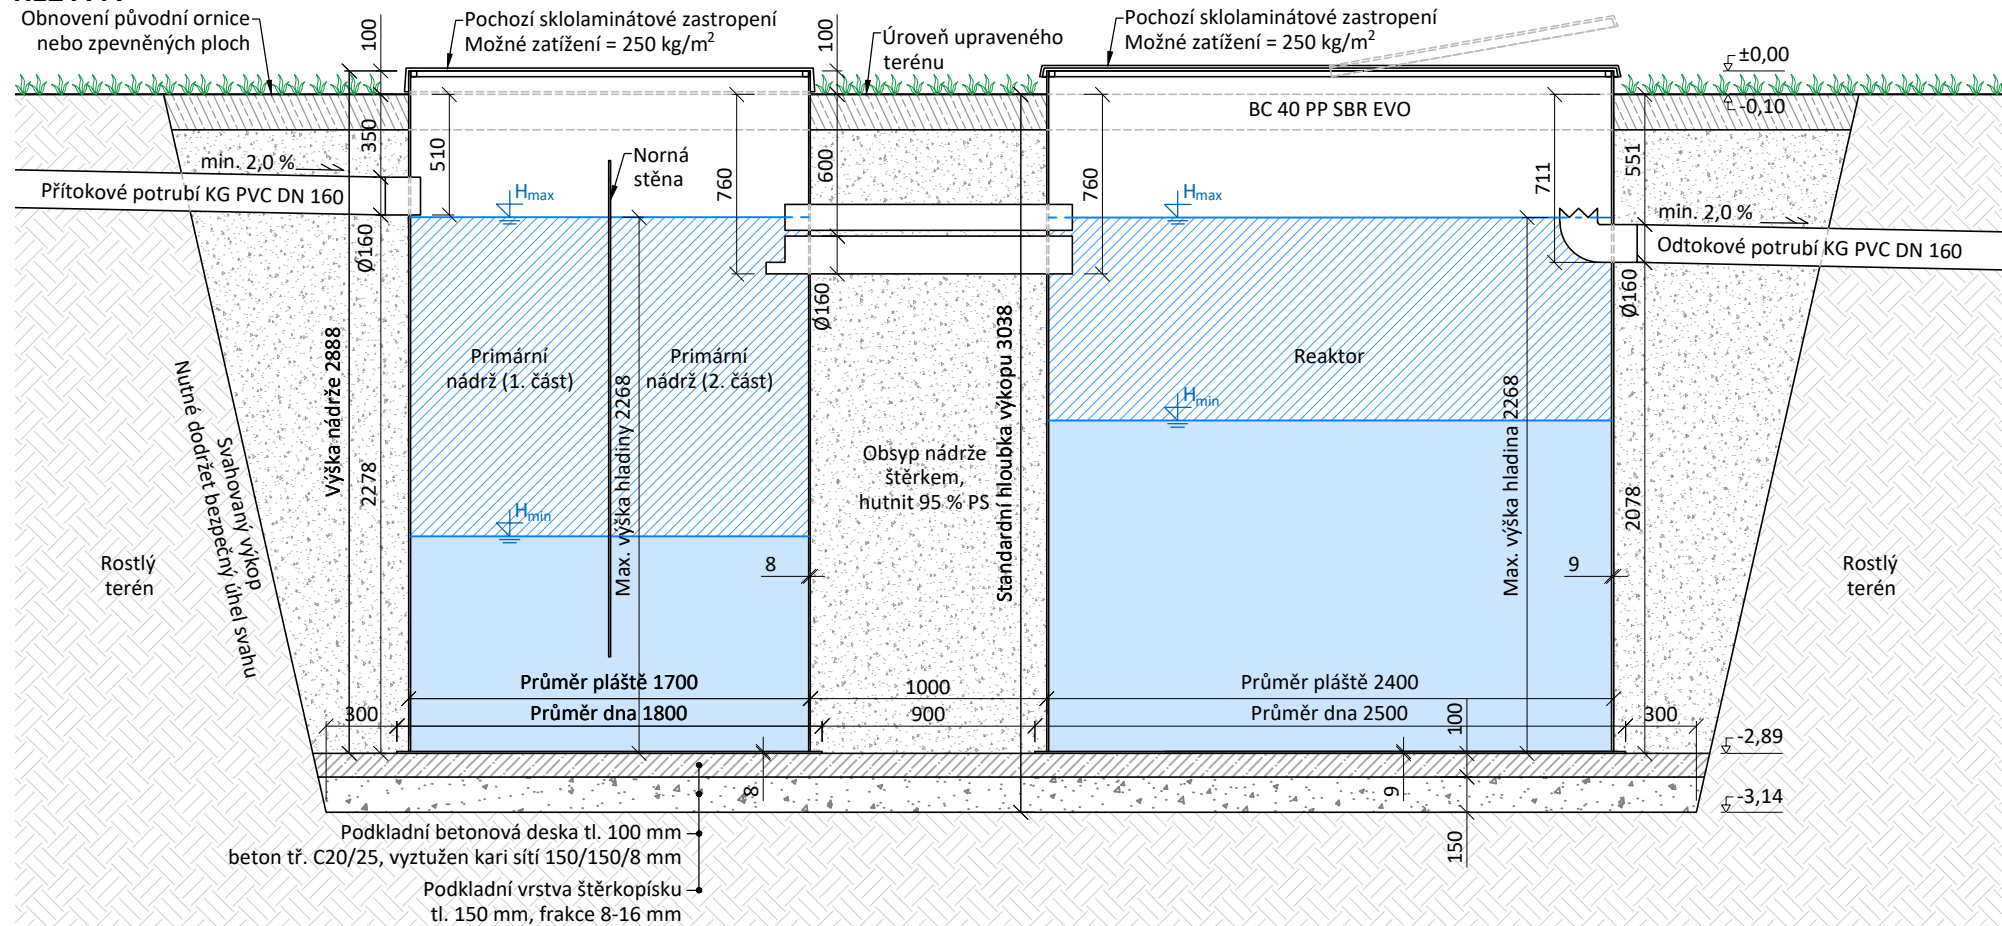 Obnovení původní ornice
nebo zpevněných ploch
100
Pochozí sklolaminátové zastropení
Možné zatížení = 250 kg/m²
100
Úroveň upraveného
terénu
Pochozí sklolaminátové zastropení
Možné zatížení = 250 kg/m²
±0,00
-0,10
BC 40 PP SBR EVO
350
510
min. 2,0 %
Přítokové potrubí KG PVC DN 160
Ø160
Norná
stěna
Hmax
760
600
760
Hmax
711
551
min. 2,0 %
Odtokové potrubí KG PVC DN 160
Ø160
Ø160
Výška nádrže 2888
2278
Primární
nádrž (1. část)
Primární
nádrž (2. část)
Max. výška hladiny 2268
Hmin
Standardní hloubka výkopu 3038
Reaktor
Hmin
Max. výška hladina 2268
2078
Svahovaný výkop
Nutné dodržet bezpečný úhel svahu
Obsyp nádrže
štěrkem,
hutnit 95 % PS
Rostlý
terén
8
9
Rostlý
terén
Průměr pláště 1700
1000
Průměr pláště 2400
300
Průměr dna 1800
900
Průměr dna 2500
100
300
-2,89
8
9
-3,14
150
Podkladní betonová deska tl. 100 mm
beton tř. C20/25, vyztužen kari sítí 150/150/8 mm
Podkladní vrstva štěrkopísku
tl. 150 mm, frakce 8-16 mm